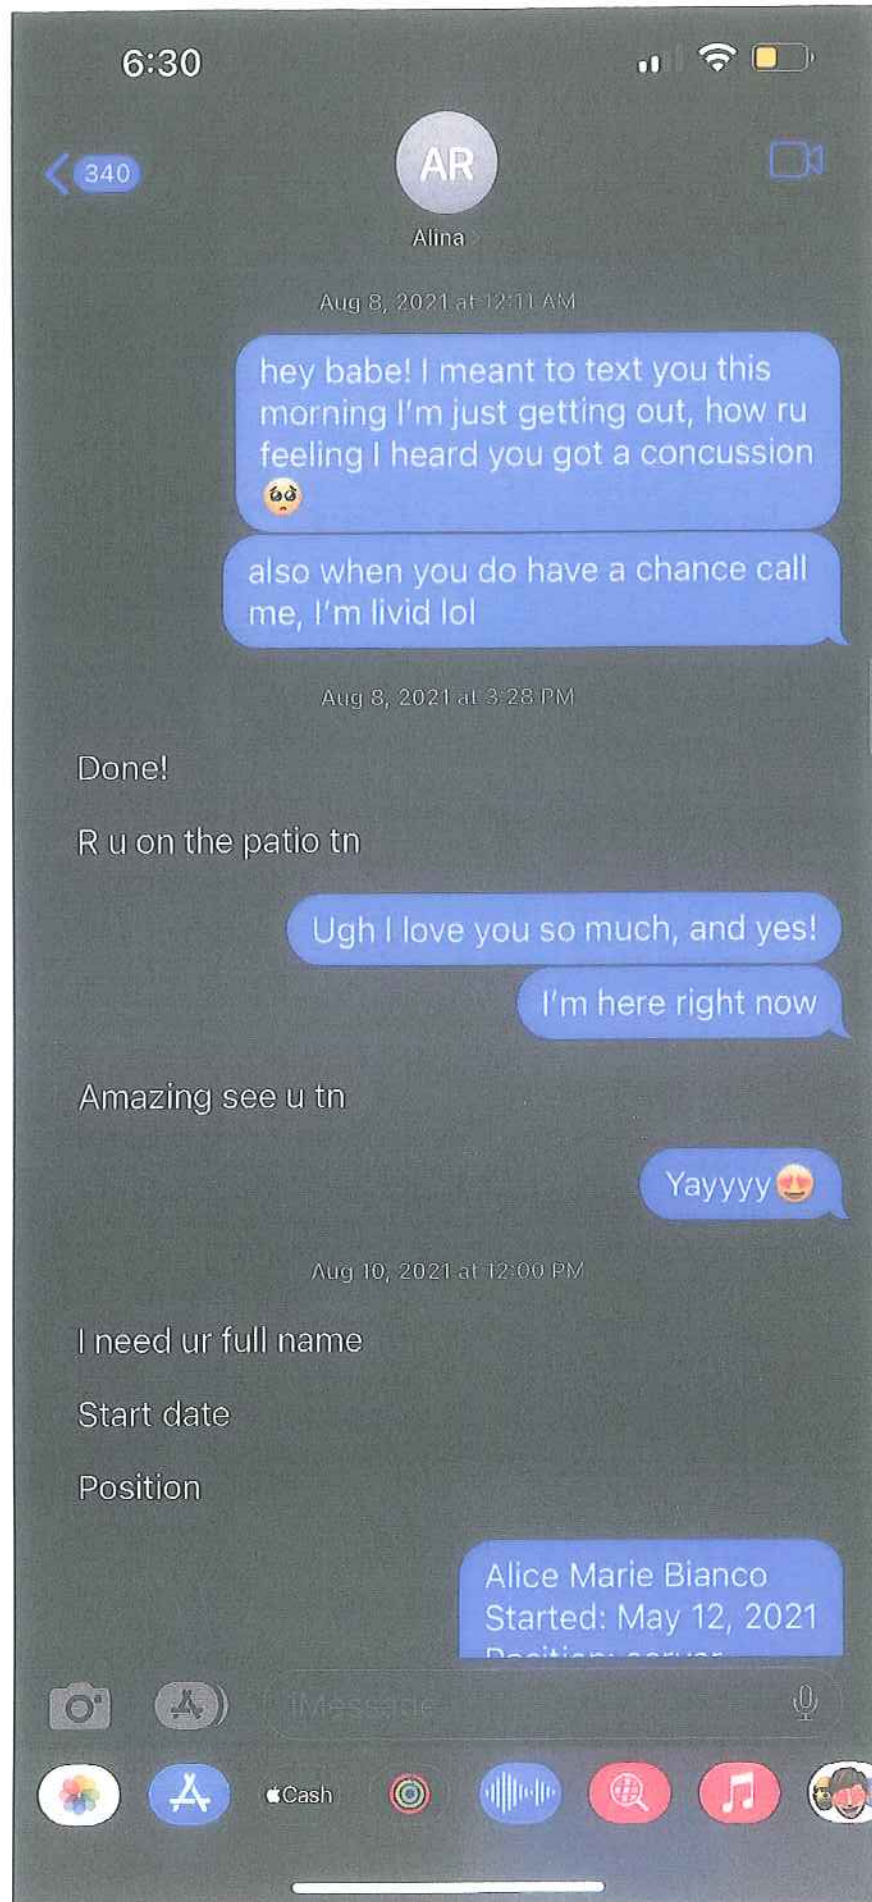 6:30
340
AR
Alina
Aug 8, 2021 at 12:11 AM
hey babe! I meant to text you this
morning I'm just getting out, how ru
feeling I heard you got a concussion
🥺
also when you do have a chance call
me, I'm livid lol
Aug 8, 2021 at 3:28 PM
Done!
R u on the patio tn
Ugh I love you so much, and yes!
I'm here right now
Amazing see u tn
Yayyyy😍
Aug 10, 2021 at 12:00 PM
I need ur full name
Start date
Position
Alice Marie Bianco
Started: May 12, 2021
Position: server
iMessage
Cash